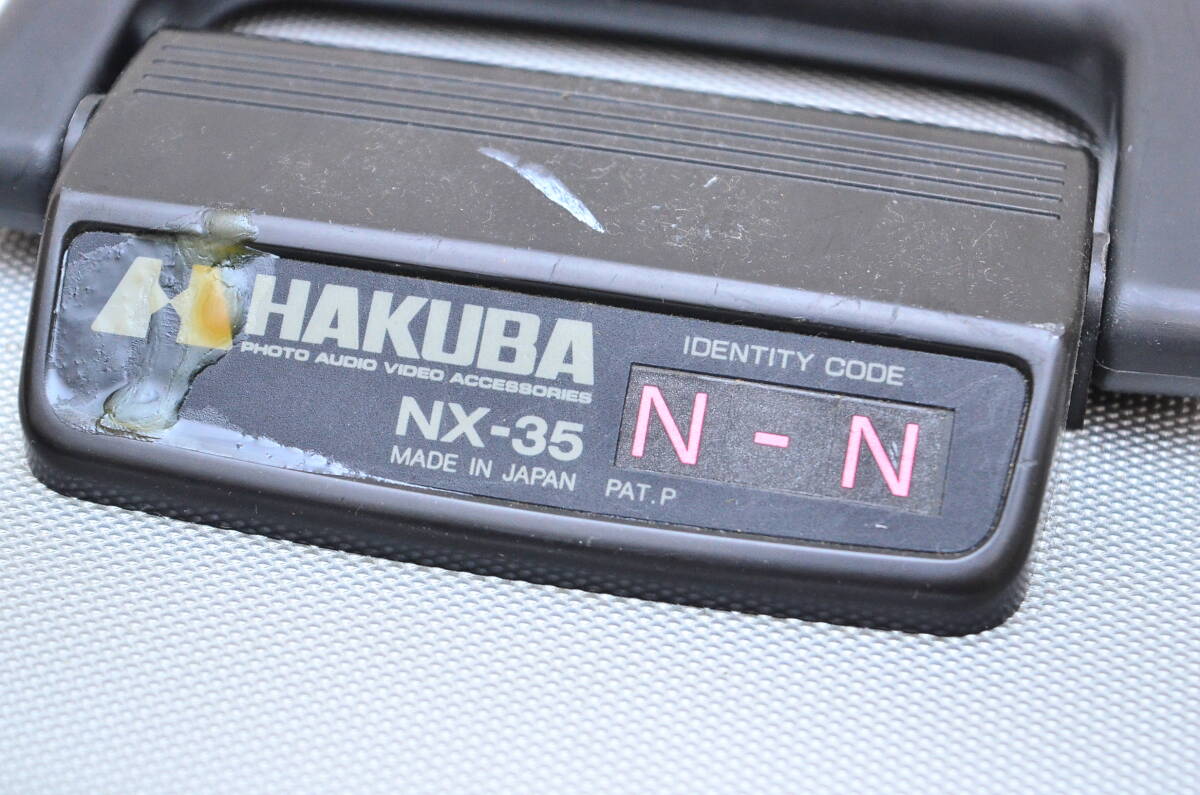 HAKUBA
PHOTO AUDIO VIDEO ACCESSORIES
NX-35
MADE IN JAPAN PAT.P
IDENTITY CODE
N - N